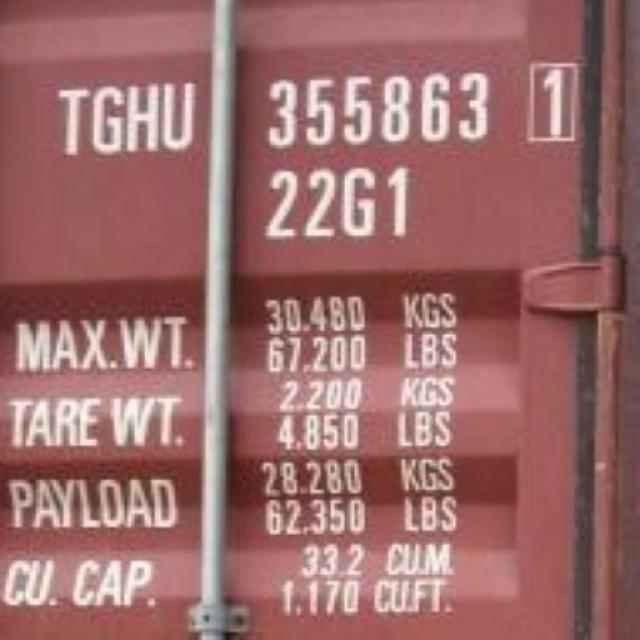 TGHU 355863 1
22G1
MAX.WT. 30.480 KGS
67.200 LBS
TARE WT. 2.200 KGS
4.850 LBS
PAYLOAD 28.280 KGS
62.350 LBS
CU. CAP. 33.2 CU.M.
1.170 CU.FT.